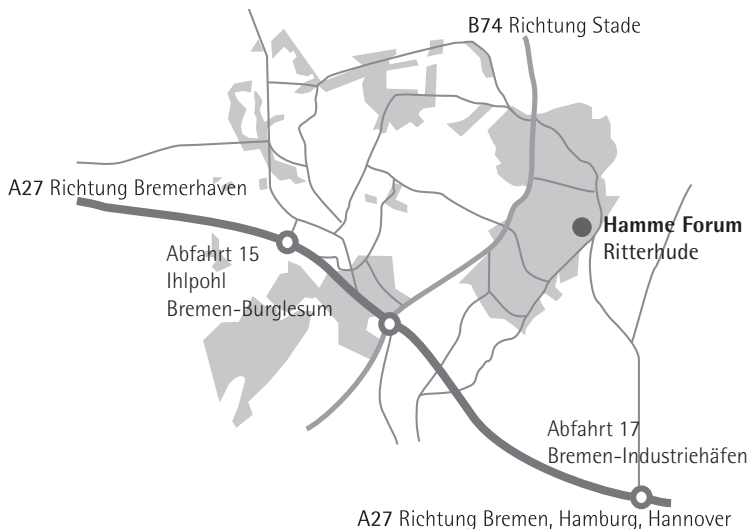 B74 Richtung Stade
A27 Richtung Bremerhaven
Hamme Forum
Ritterhude
Abfahrt 15
Ihlpohl
Bremen-Burglesum
Abfahrt 17
Bremen-Industriehäfen
A27 Richtung Bremen, Hamburg, Hannover